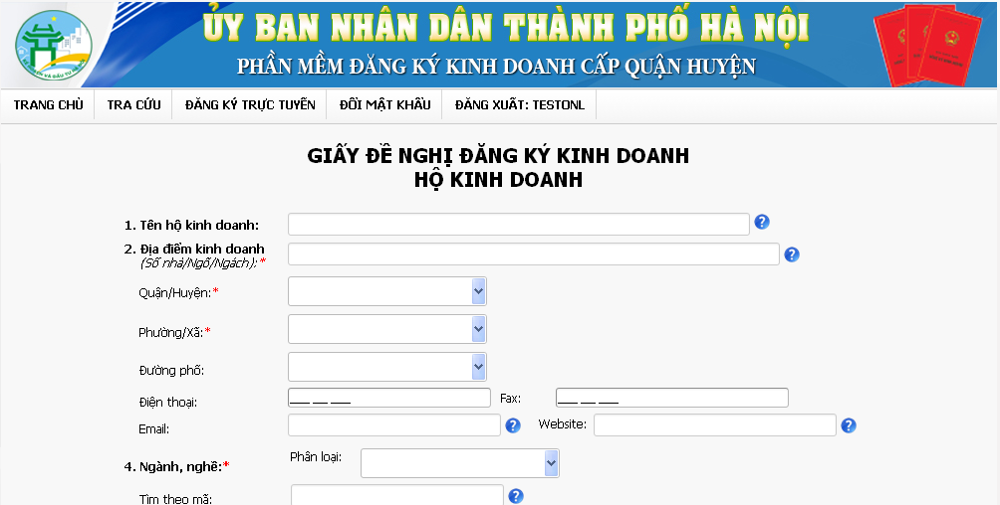 ỦY BAN NHÂN DÂN THÀNH PHỐ HÀ NỘI
PHẦN MỀM ĐĂNG KÝ KINH DOANH CẤP QUẬN HUYỆN
TRANG CHỦ TRA CỨU ĐĂNG KÝ TRỰC TUYẾN ĐỔI MẬT KHẨU ĐĂNG XUẤT: TESTONL
GIẤY ĐỀ NGHỊ ĐĂNG KÝ KINH DOANH
HỘ KINH DOANH
1. Tên hộ kinh doanh:
2. Địa điểm kinh doanh
(Số nhà/Ngõ/Ngách):*
Quận/Huyện:*
Phường/Xã:*
Đường phố:
Điện thoại: ___ __ ___ Fax: ___ __ ___
Email: Website:
4. Ngành, nghề:* Phân loại:
Tìm theo mã: